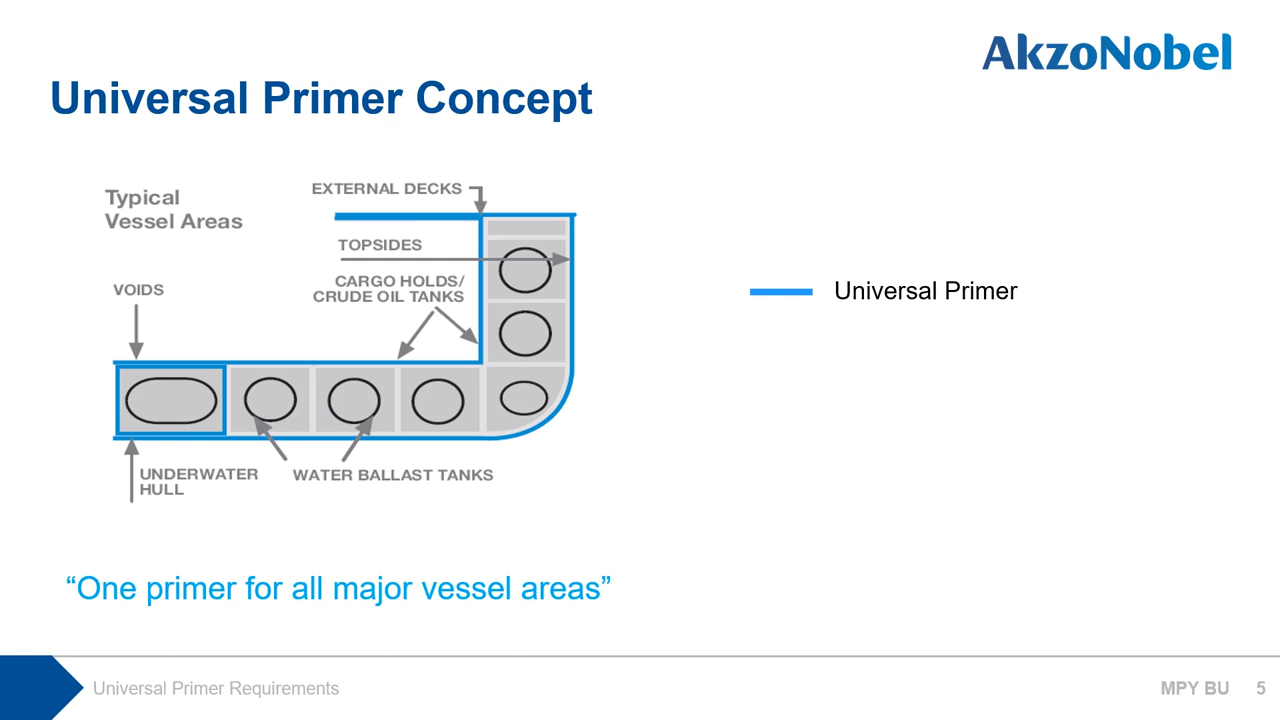 AkzoNobel
Universal Primer Concept
Typical
Vessel Areas
EXTERNAL DECKS
TOPSIDES
CARGO HOLDS/
CRUDE OIL TANKS
VOIDS
UNDERWATER
HULL
WATER BALLAST TANKS
Universal Primer
“One primer for all major vessel areas”
Universal Primer Requirements
MPY BU 5